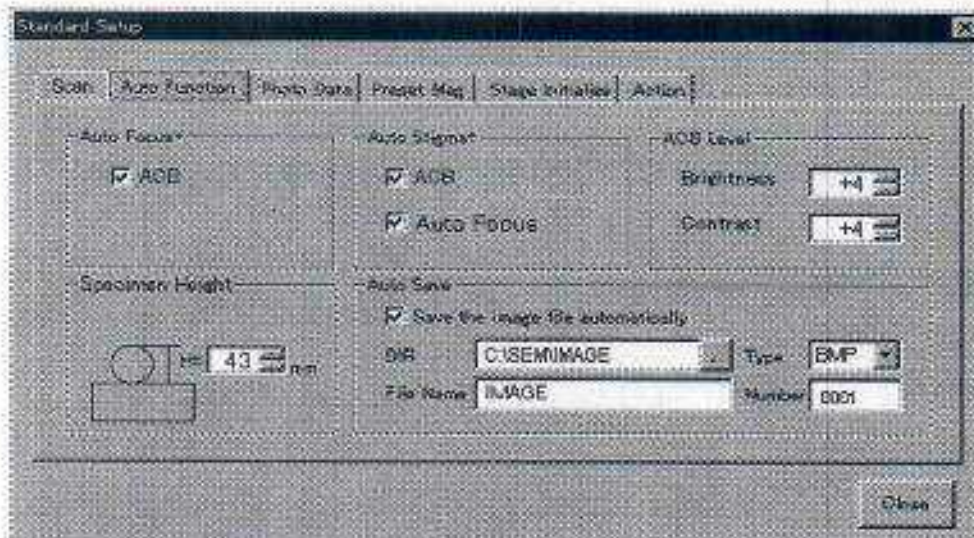 Standard Setup
Scan Auto Function Photo Data Preset Mag Stage Initialize Action
Auto Focus
ACB
Auto Stigma
ACB
Auto Focus
ACB Level
Brightness +4
Contrast +4
Specimen Height
43 mm
Auto Save
Save the image file automatically
DIR C:\SEM\IMAGE Type BMP
File Name IMAGE Number 0001
Close